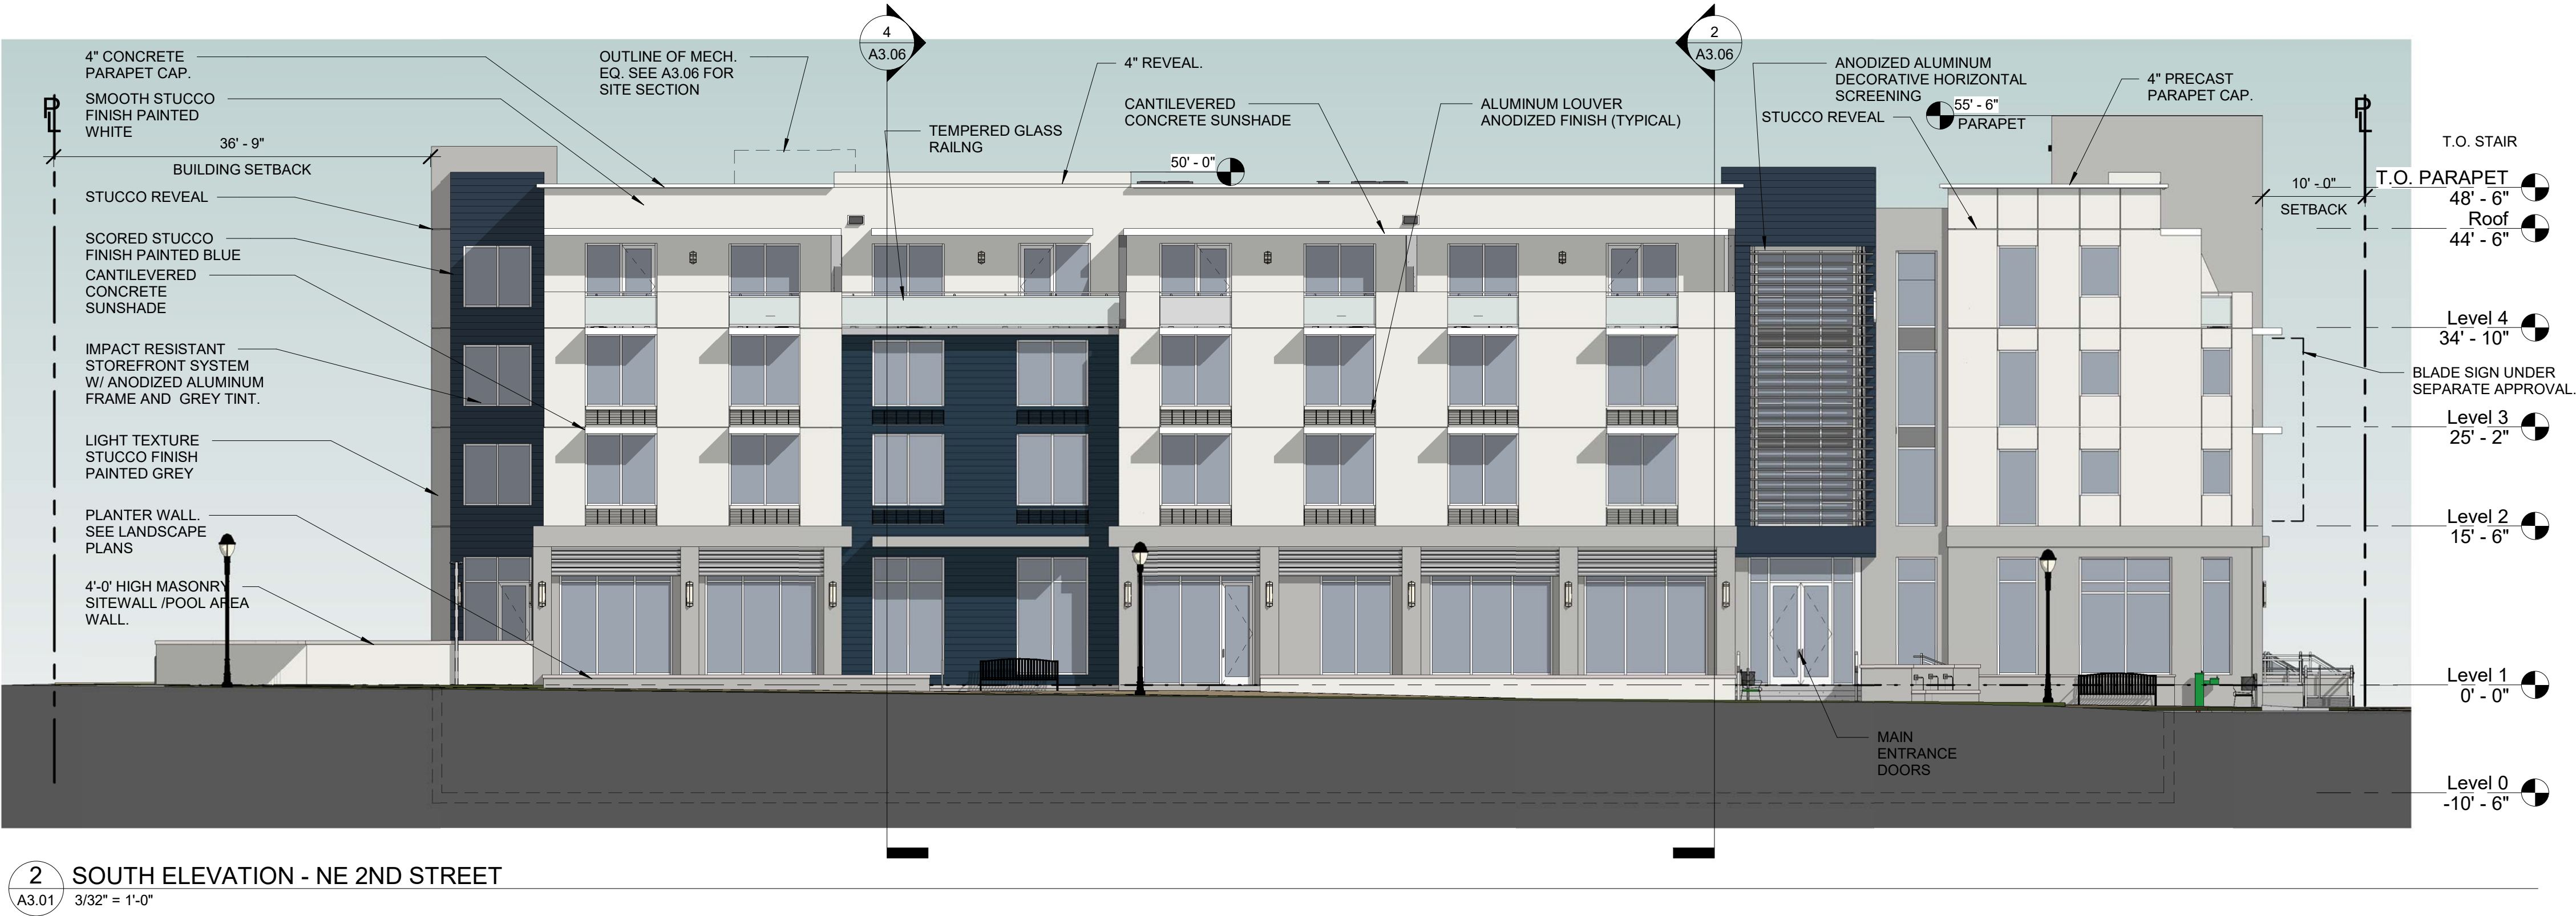 4
A3.06
2
A3.06
4" CONCRETE
PARAPET CAP.
SMOOTH STUCCO
FINISH PAINTED
WHITE
36' - 9"
BUILDING SETBACK
STUCCO REVEAL
SCORED STUCCO
FINISH PAINTED BLUE
CANTILEVERED
CONCRETE
SUNSHADE
IMPACT RESISTANT
STOREFRONT SYSTEM
W/ ANODIZED ALUMINUM
FRAME AND GREY TINT.
LIGHT TEXTURE
STUCCO FINISH
PAINTED GREY
PLANTER WALL.
SEE LANDSCAPE
PLANS
4'-0' HIGH MASONRY
SITEWALL /POOL AREA
WALL.
PL
OUTLINE OF MECH.
EQ. SEE A3.06 FOR
SITE SECTION
TEMPERED GLASS
RAILNG
4" REVEAL.
CANTILEVERED
CONCRETE SUNSHADE
50' - 0"
ALUMINUM LOUVER
ANODIZED FINISH (TYPICAL)
ANODIZED ALUMINUM
DECORATIVE HORIZONTAL
SCREENING
STUCCO REVEAL
55' - 6"
PARAPET
4" PRECAST
PARAPET CAP.
PL
10' - 0"
SETBACK
T.O. STAIR
T.O. PARAPET
48' - 6"
Roof
44' - 6"
Level 4
34' - 10"
BLADE SIGN UNDER
SEPARATE APPROVAL.
Level 3
25' - 2"
Level 2
15' - 6"
Level 1
0' - 0"
MAIN
ENTRANCE
DOORS
Level 0
-10' - 6"
2
A3.01
SOUTH ELEVATION - NE 2ND STREET
3/32" = 1'-0"